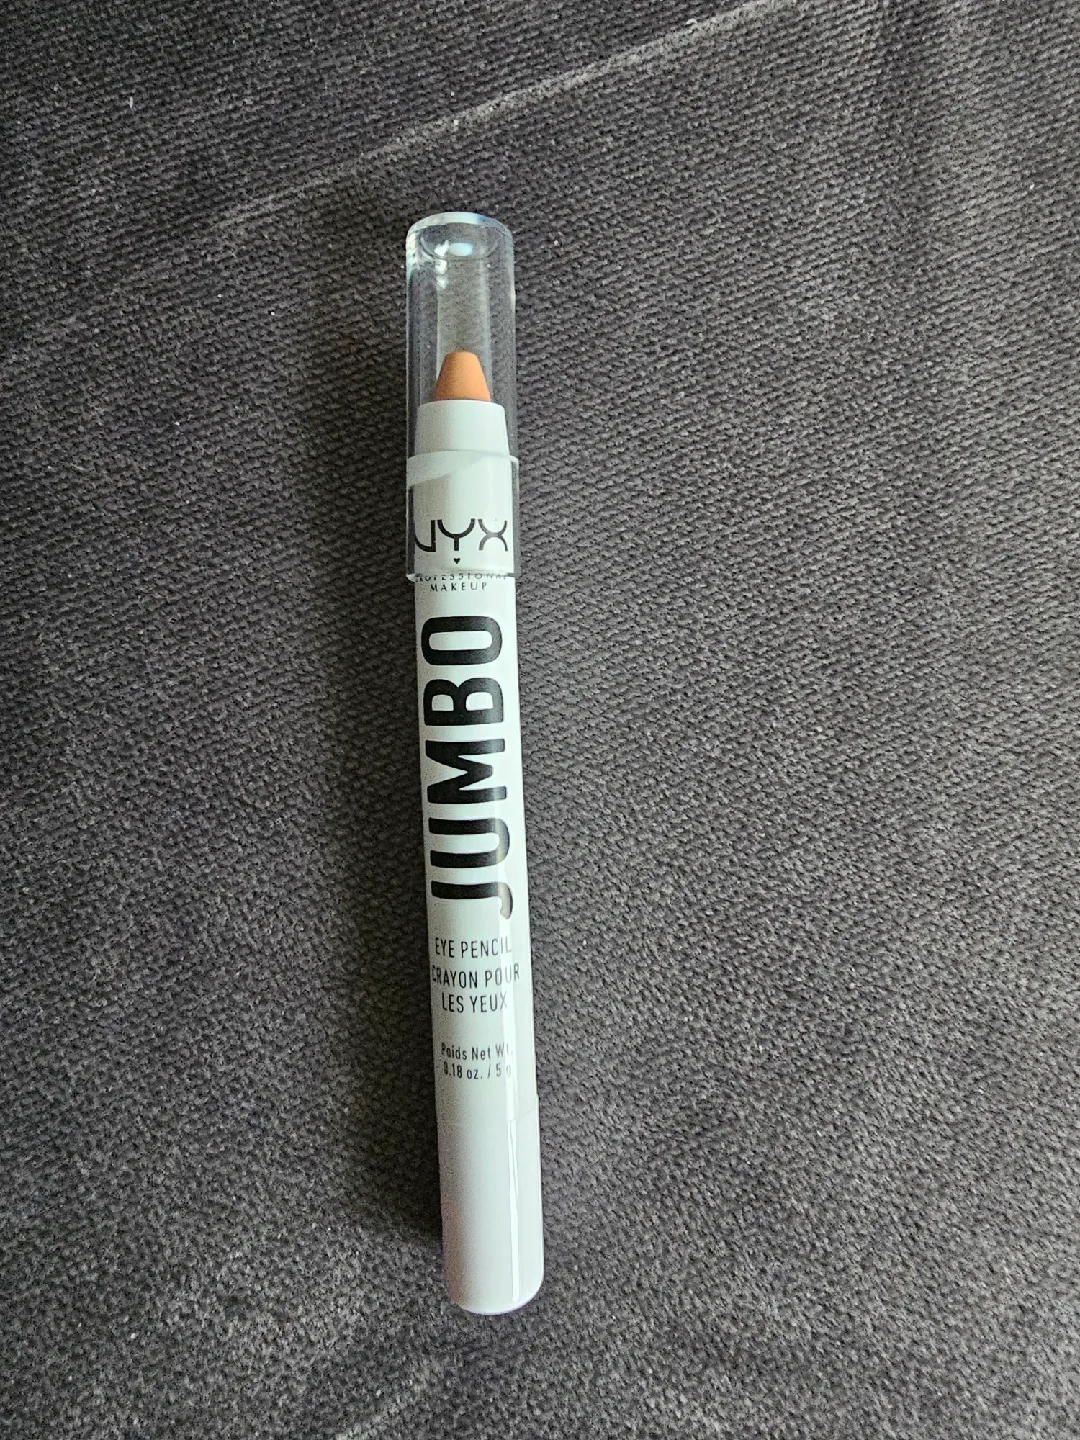 NYX
PROFESSIONAL
MAKEUP
JUMBO
EYE PENCIL
CRAYON POUR
LES YEUX
Poids Net Wt.
0.18 oz. / 5 g